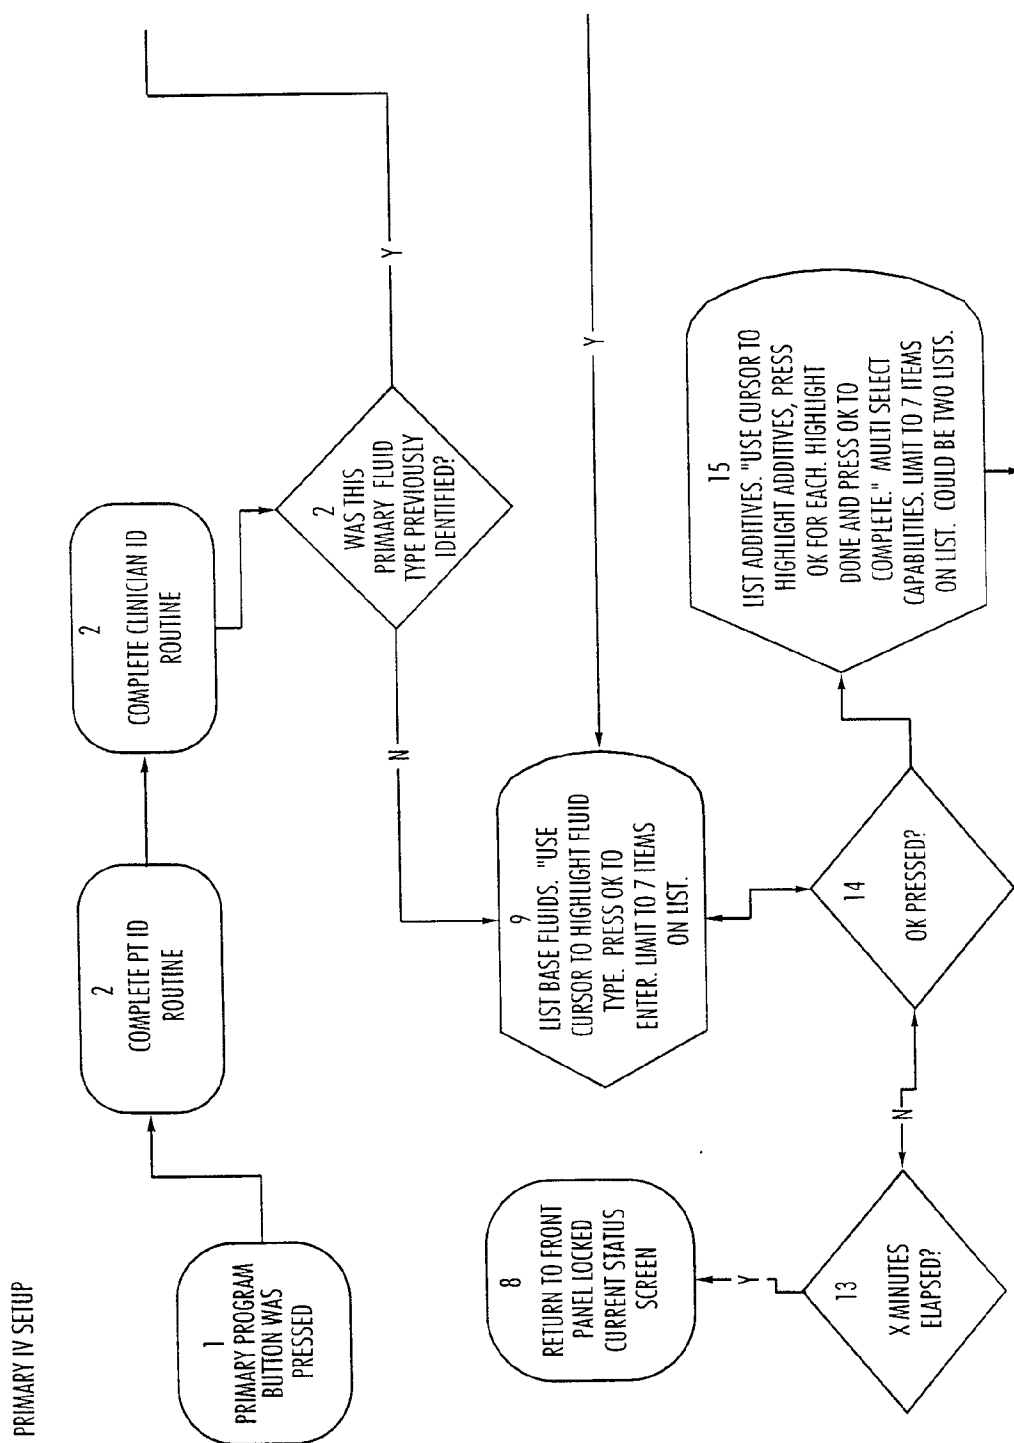 PRIMARY IV SETUP
1
PRIMARY PROGRAM
BUTTON WAS
PRESSED
2
COMPLETE PT ID
ROUTINE
2
COMPLETE CLINICIAN ID
ROUTINE
2
WAS THIS
PRIMARY FLUID
TYPE PREVIOUSLY
IDENTIFIED?
Y
N
Y
9
LIST BASE FLUIDS. "USE
CURSOR TO HIGHLIGHT FLUID
TYPE. PRESS OK TO
ENTER. LIMIT TO 7 ITEMS
ON LIST.
8
RETURN TO FRONT
PANEL LOCKED
CURRENT STATUS
SCREEN
Y
13
X MINUTES
ELAPSED?
N
14
OK PRESSED?
15
LIST ADDITIVES. "USE CURSOR TO
HIGHLIGHT ADDITIVES, PRESS
OK FOR EACH. HIGHLIGHT
DONE AND PRESS OK TO
COMPLETE." MULTI SELECT
CAPABILITIES. LIMIT TO 7 ITEMS
ON LIST. COULD BE TWO LISTS.